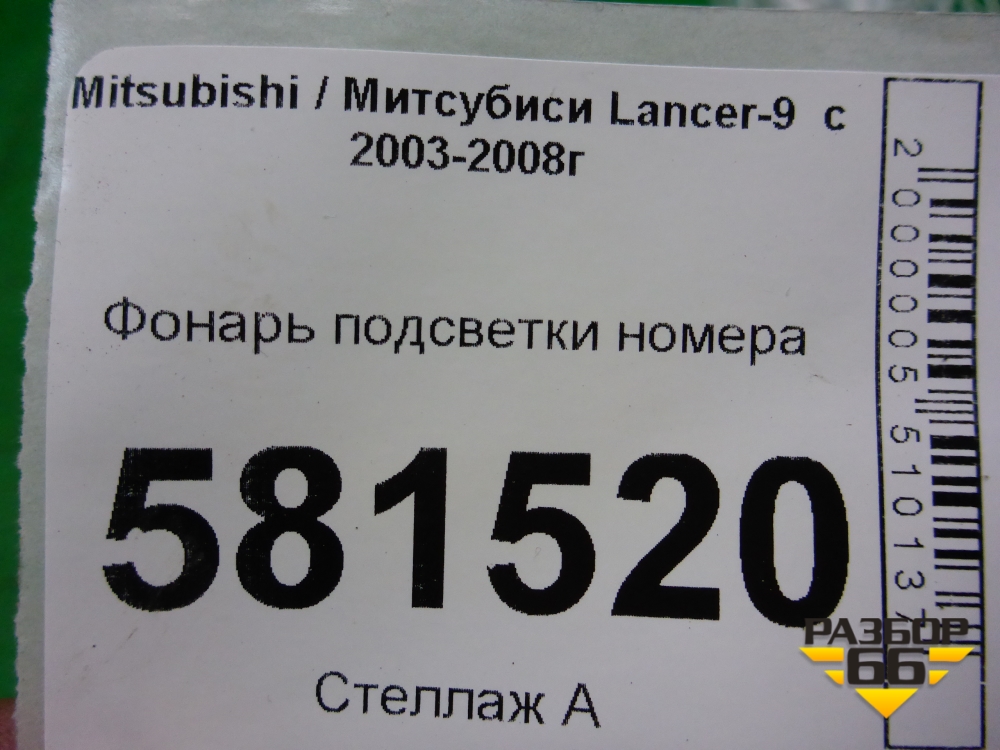 Mitsubishi / Митсубиси Lancer-9 с
2003-2008г
Фонарь подсветки номера
581520
Стеллаж А
2000005510137
РАЗБОР
66